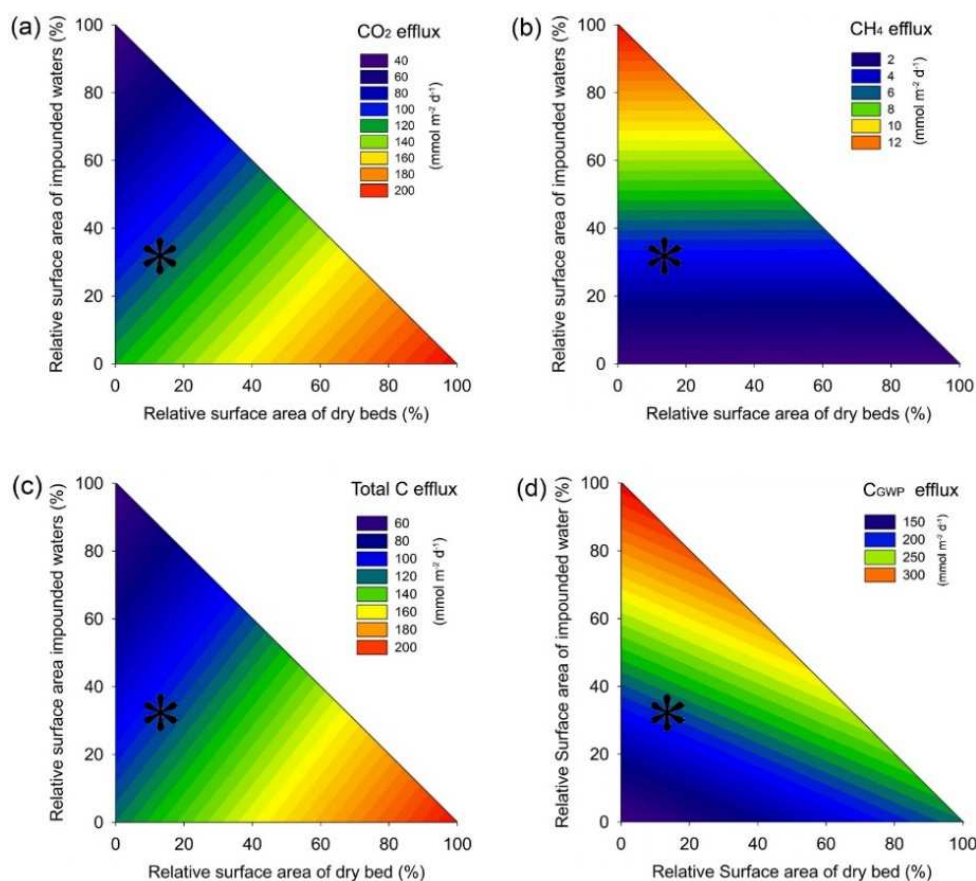 (a)
CO₂ efflux
Relative surface area of impounded waters (%)
100
80
60
40
20
0
40
60
80
100
120
140
160
180
200
(mmol m⁻² d⁻¹)
0 20 40 60 80 100
Relative surface area of dry beds (%)
(b)
CH₄ efflux
Relative surface area of impounded waters (%)
100
80
60
40
20
0
2
4
6
8
10
12
(mmol m⁻² d⁻¹)
0 20 40 60 80 100
Relative surface area of dry beds (%)
(c)
Total C efflux
Relative surface area impounded waters (%)
100
80
60
40
20
0
60
80
100
120
140
160
180
200
(mmol m⁻² d⁻¹)
0 20 40 60 80 100
Relative surface area of dry bed (%)
(d)
CGWP efflux
Relative Surface area of impounded water (%)
100
80
60
40
20
0
150
200
250
300
(mmol m⁻² d⁻¹)
0 20 40 60 80 100
Relative Surface area of dry bed (%)